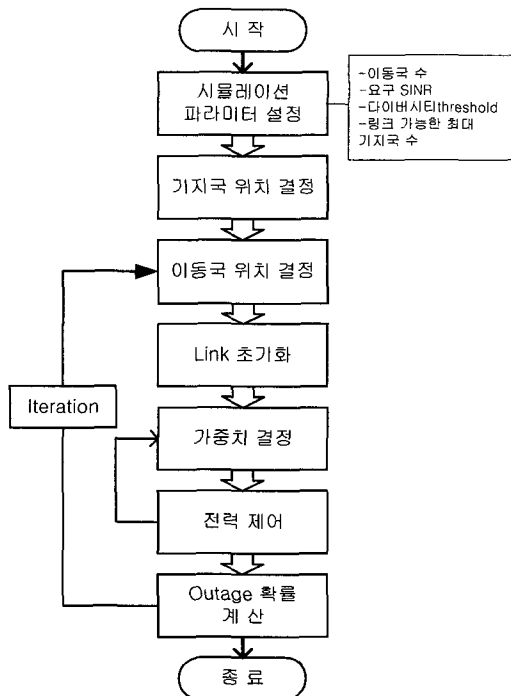 시 작
시뮬레이션
파라미터 설정
-이동국 수
-요구 SINR
-다이버시티threshold
-링크 가능한 최대
기지국 수
기지국 위치 결정
이동국 위치 결정
Link 초기화
Iteration
가중치 결정
전력 제어
Outage 확률
계 산
종 료